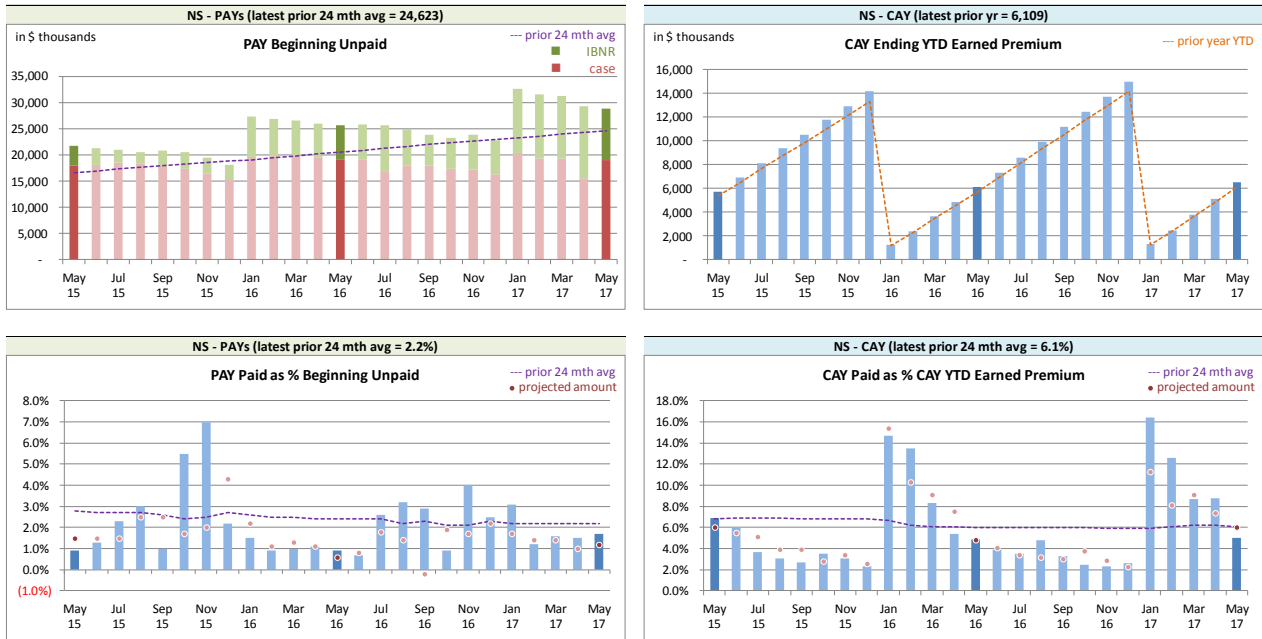 NS - PAYs (latest prior 24 mth avg = 24,623)
in $ thousands
PAY Beginning Unpaid
--- prior 24 mth avg
IBNR
case
35,000
30,000
25,000
20,000
15,000
10,000
5,000
-
May 15
Jul 15
Sep 15
Nov 15
Jan 16
Mar 16
May 16
Jul 16
Sep 16
Nov 16
Jan 17
Mar 17
May 17
NS - CAY (latest prior yr = 6,109)
in $ thousands
CAY Ending YTD Earned Premium
--- prior year YTD
16,000
14,000
12,000
10,000
8,000
6,000
4,000
2,000
-
May 15
Jul 15
Sep 15
Nov 15
Jan 16
Mar 16
May 16
Jul 16
Sep 16
Nov 16
Jan 17
Mar 17
May 17
NS - PAYs (latest prior 24 mth avg = 2.2%)
PAY Paid as % Beginning Unpaid
--- prior 24 mth avg
projected amount
8.0%
7.0%
6.0%
5.0%
4.0%
3.0%
2.0%
1.0%
0.0%
(1.0%)
May 15
Jul 15
Sep 15
Nov 15
Jan 16
Mar 16
May 16
Jul 16
Sep 16
Nov 16
Jan 17
Mar 17
May 17
NS - CAY (latest prior 24 mth avg = 6.1%)
CAY Paid as % CAY YTD Earned Premium
--- prior 24 mth avg
projected amount
18.0%
16.0%
14.0%
12.0%
10.0%
8.0%
6.0%
4.0%
2.0%
0.0%
May 15
Jul 15
Sep 15
Nov 15
Jan 16
Mar 16
May 16
Jul 16
Sep 16
Nov 16
Jan 17
Mar 17
May 17